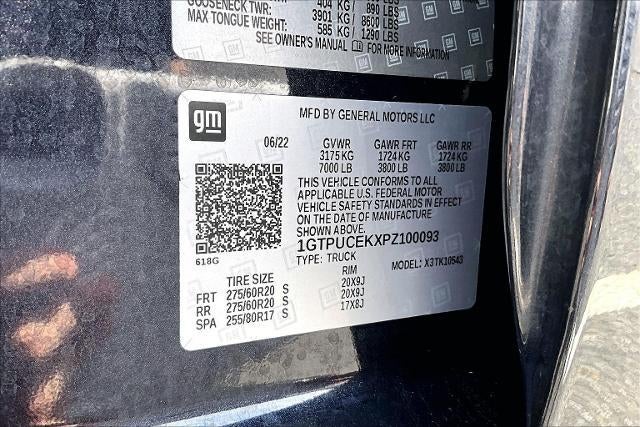 GOOSENECK TWR: 404 KG / 890 LBS
MAX TONGUE WEIGHT: 3901 KG / 8600 LBS
585 KG / 1290 LBS
SEE OWNER'S MANUAL FOR MORE INFORMATION
gm
MFD BY GENERAL MOTORS LLC
06/22 GVWR GAWR FRT GAWR RR
3175 KG 1724 KG 1724 KG
7000 LB 3800 LB 3800 LB
THIS VEHICLE CONFORMS TO ALL
APPLICABLE U.S. FEDERAL MOTOR
VEHICLE SAFETY STANDARDS IN EFFECT
ON THE DATE OF MANUFACTURE
SHOWN ABOVE.
1GTPUCEKXPZ100093
618G
TYPE: TRUCK MODEL: X3TK10543
TIRE SIZE RIM
FRT 275/60R20 S 20X9J
RR 275/60R20 S 20X9J
SPA 255/80R17 S 17X8J